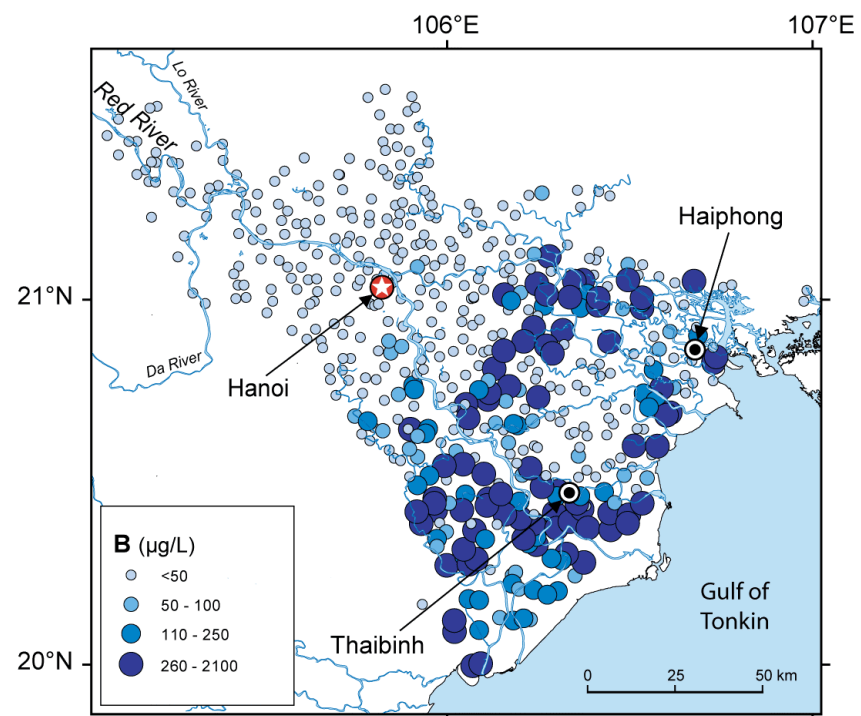 106°E
107°E
Lo River
Red River
Haiphong
21°N
Da River
Hanoi
B (µg/L)
<50
50 - 100
110 - 250
260 - 2100
Gulf of
Tonkin
Thaibinh
20°N
0
25
50 km